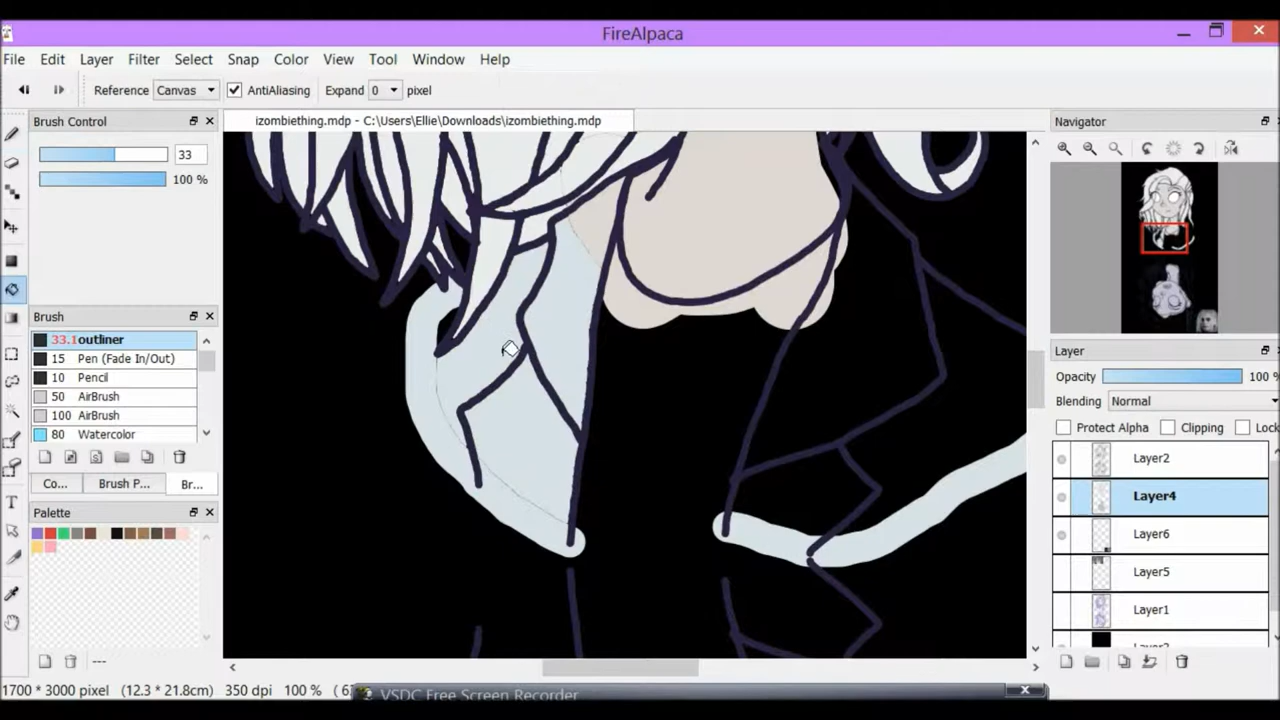 FireAlpaca
File Edit Layer Filter Select Snap Color View Tool Window Help
Reference Canvas AntiAliasing Expand 0 pixel
Brush Control
izombiething.mdp - C:\Users\Ellie\Downloads\izombiething.mdp
Navigator
33
100 %
Brush
33.1 outliner
15 Pen (Fade In/Out)
10 Pencil
50 AirBrush
100 AirBrush
80 Watercolor
Co... Brush P... Br...
Palette
---
Layer
Opacity 100 %
Blending Normal
Protect Alpha Clipping Lock
Layer2
Layer4
Layer6
Layer5
Layer1
1700 * 3000 pixel (12.3 * 21.8cm) 350 dpi 100 %
VSDC Free Screen Recorder